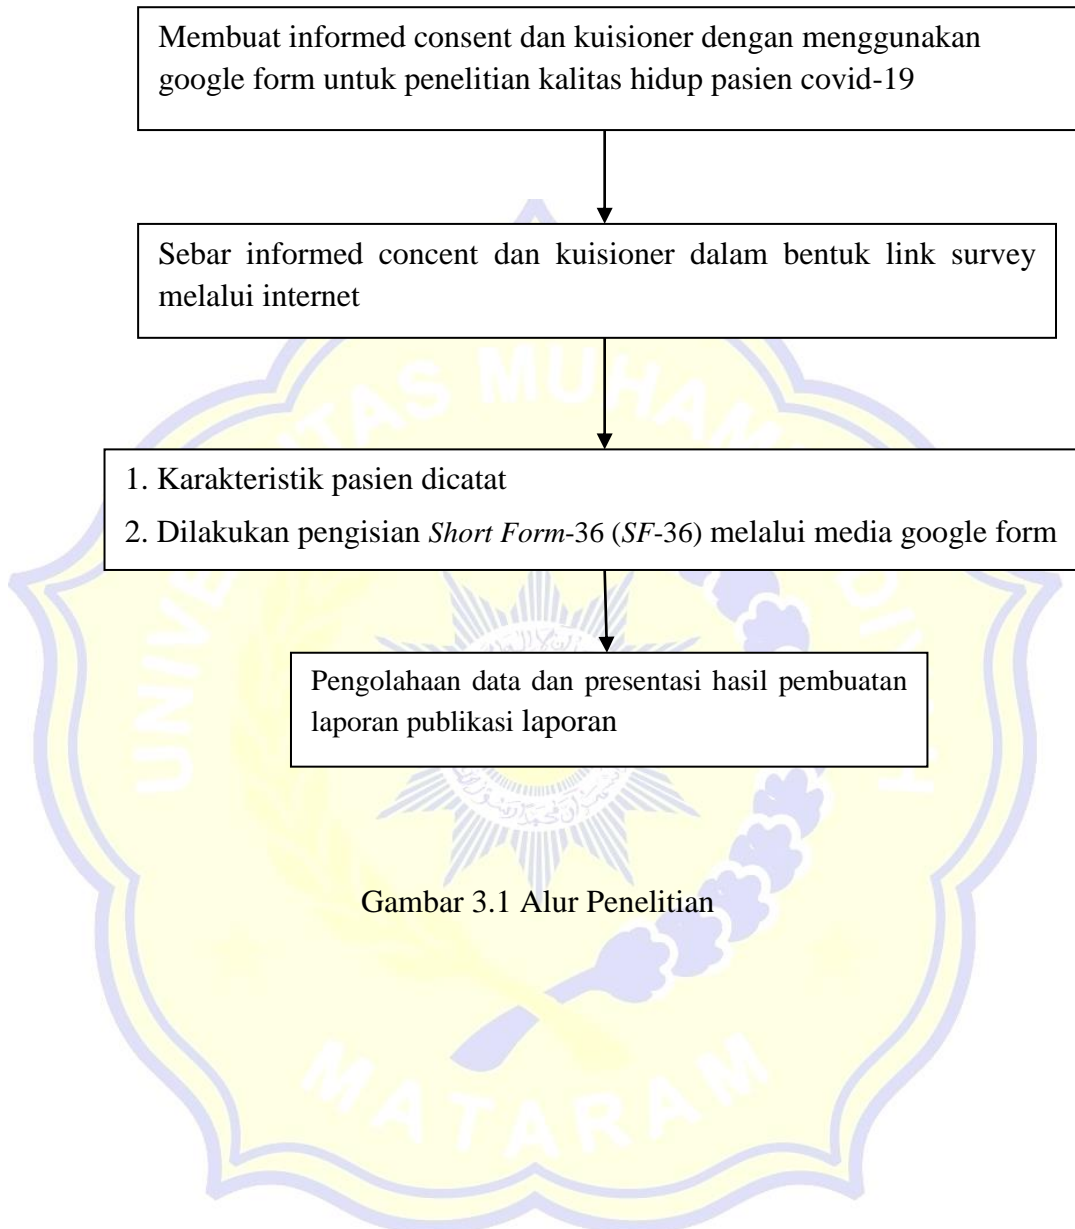 Membuat informed consent dan kuisioner dengan menggunakan
google form untuk penelitian kalitas hidup pasien covid-19
Sebar informed concent dan kuisioner dalam bentuk link survey
melalui internet
1. Karakteristik pasien dicatat
2. Dilakukan pengisian Short Form-36 (SF-36) melalui media google form
Pengolahaan data dan presentasi hasil pembuatan
laporan publikasi laporan
Gambar 3.1 Alur Penelitian
MATARAM